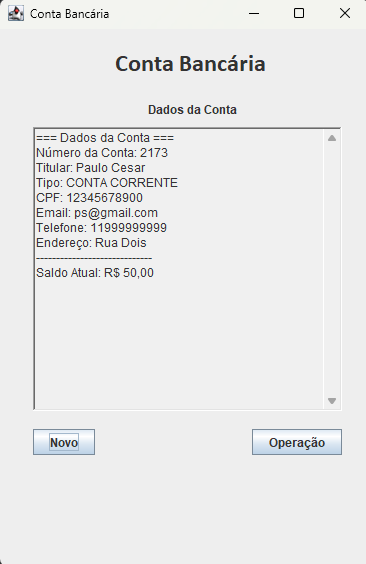 Conta Bancária
Conta Bancária
Dados da Conta
=== Dados da Conta ===
Número da Conta: 2173
Titular: Paulo Cesar
Tipo: CONTA CORRENTE
CPF: 12345678900
Email: ps@gmail.com
Telefone: 11999999999
Endereço: Rua Dois
-----------------------------
Saldo Atual: R$ 50,00
Novo
Operação